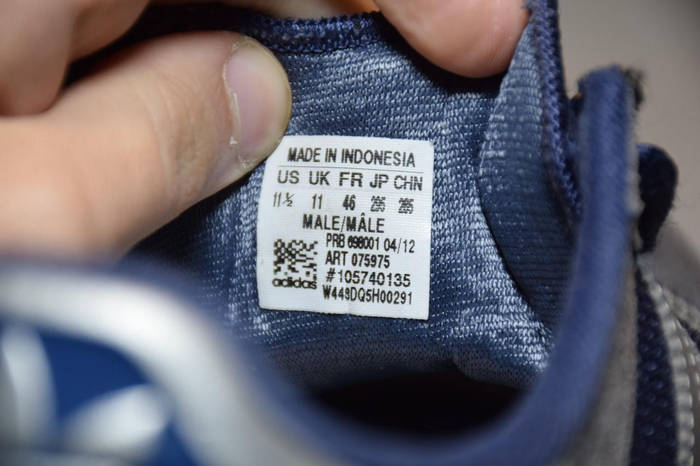 MADE IN INDONESIA
US UK FR JP CHN
11½ 11 46 295 285
MALE/MÂLE
PRB 698001 04/12
ART 075975
#105740135
adidas W449DQ5H00291